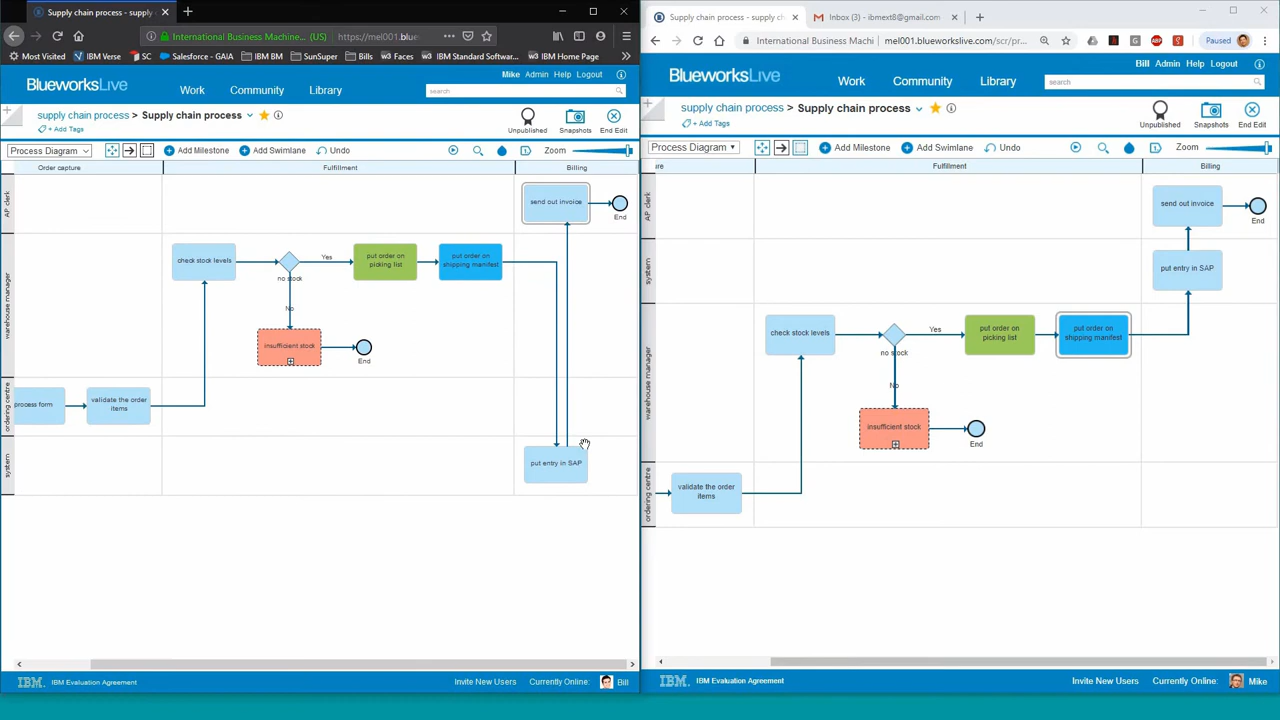 Supply chain process - supply c
International Business Machine... (US)
https://mel001.blue
Most Visited
IBM Verse
SC
Salesforce - GAIA
IBM BM
SunSuper
Bills
w3 Faces
w3 IBM Standard Software...
w3 IBM Home Page
Mike Admin Help Logout
BlueworksLive
Work
Community
Library
search
supply chain process > Supply chain process
+ Add Tags
Unpublished
Snapshots
End Edit
Process Diagram
Add Milestone
Add Swimlane
Undo
Zoom
Order capture
Fulfillment
Billing
AP clerk
send out invoice
End
warehouse manager
check stock levels
no stock
Yes
put order on
picking list
put order on
shipping manifest
No
insufficient stock
End
ordering centre
process form
validate the order
items
system
put entry in SAP
IBM
IBM Evaluation Agreement
Invite New Users
Currently Online:
Bill
Supply chain process - supply ch
Inbox (3) - ibmext8@gmail.com
International Business Machi
mel001.blueworkslive.com/scr/pr...
Paused
Bill Admin Help Logout
BlueworksLive
Work
Community
Library
search
supply chain process > Supply chain process
+ Add Tags
Unpublished
Snapshots
End Edit
Process Diagram
Add Milestone
Add Swimlane
Undo
Zoom
re
Fulfillment
Billing
AP clerk
send out invoice
End
system
put entry in SAP
warehouse manager
check stock levels
no stock
Yes
put order on
picking list
put order on
shipping manifest
No
insufficient stock
End
ordering centre
validate the order
items
IBM
IBM Evaluation Agreement
Invite New Users
Currently Online:
Mike